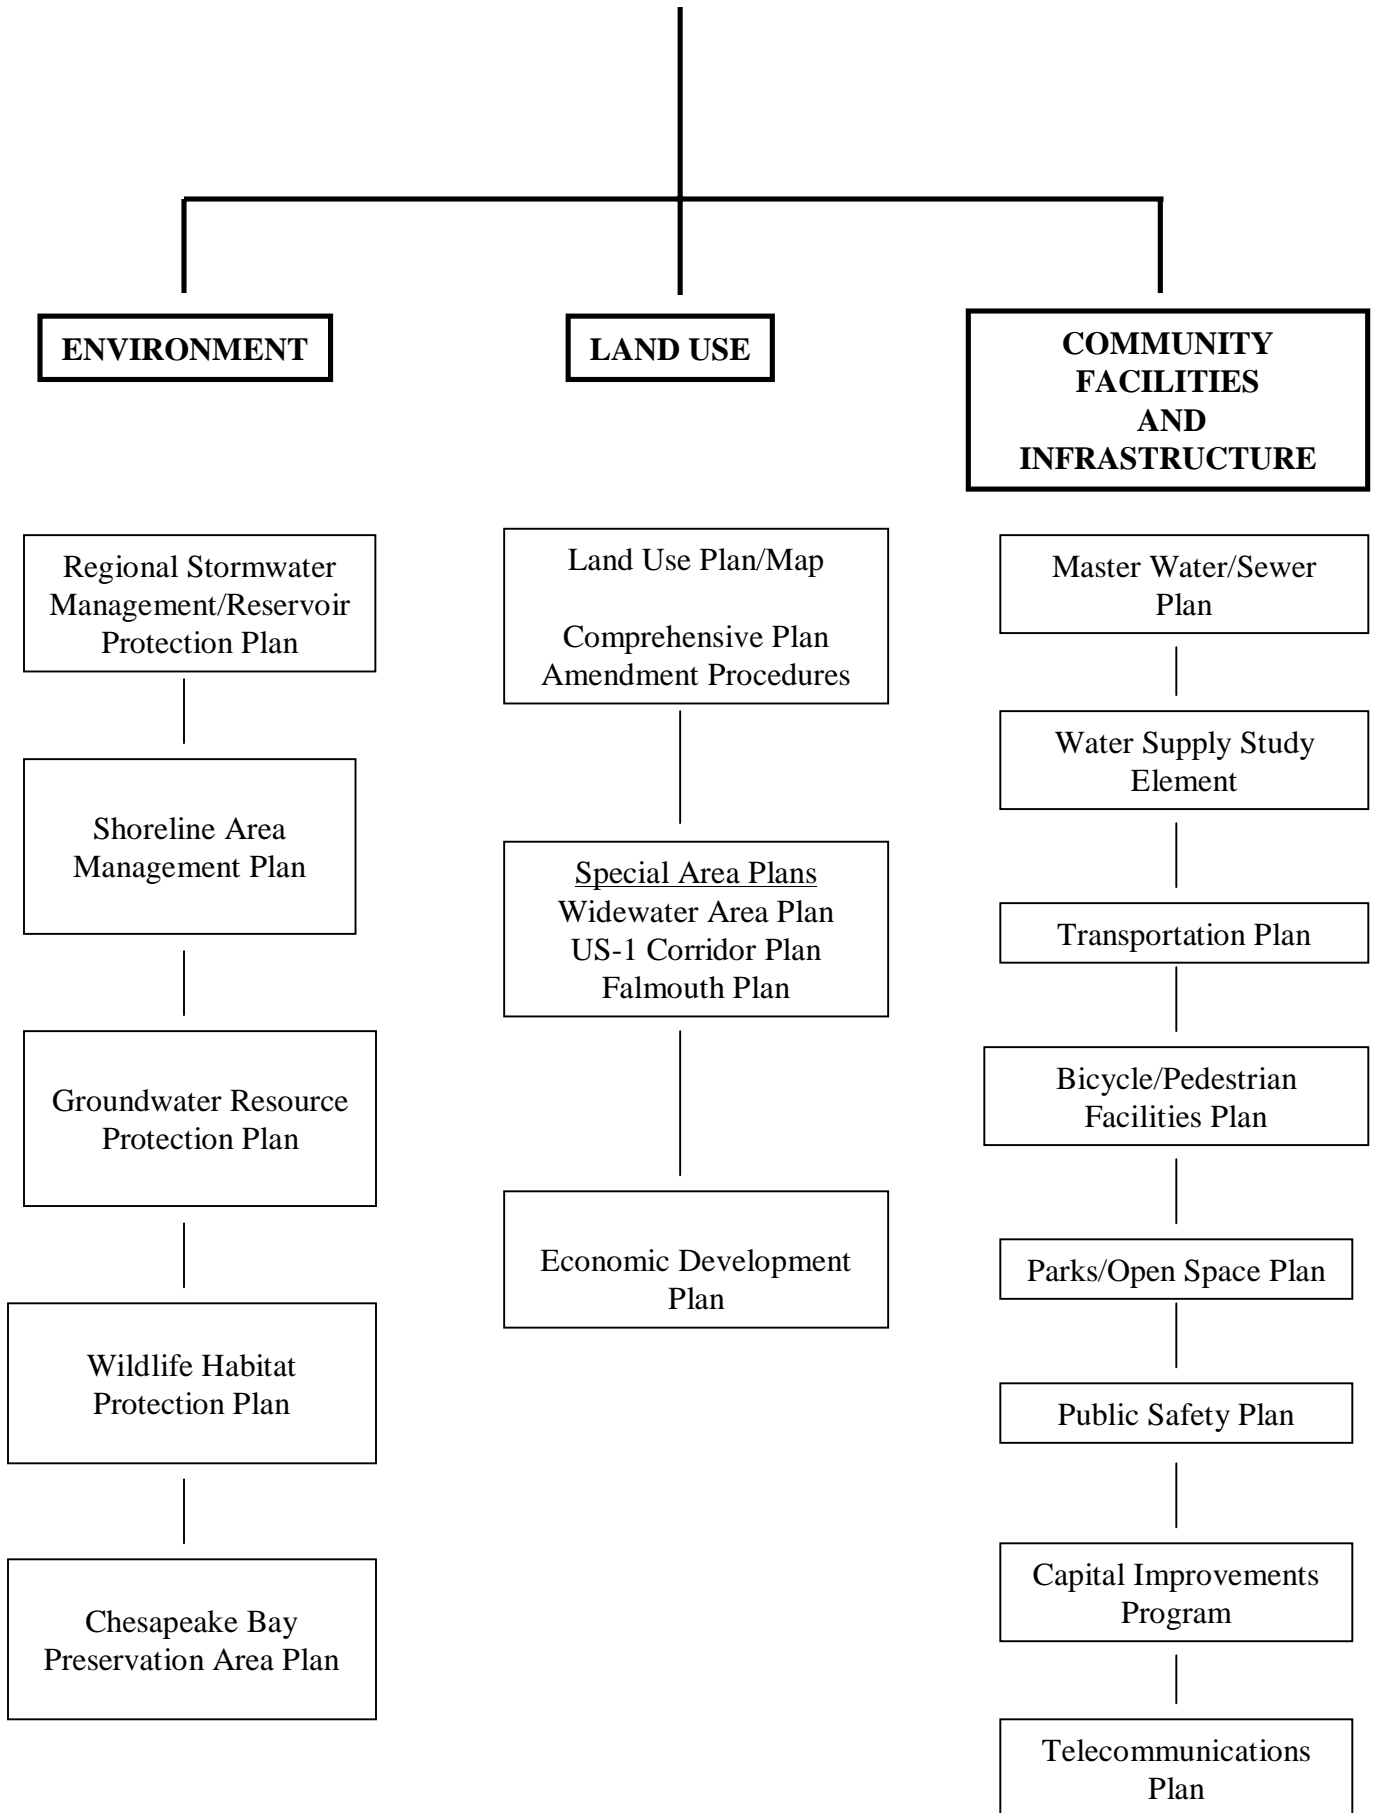 ENVIRONMENT
LAND USE
COMMUNITY
FACILITIES
AND
INFRASTRUCTURE
Regional Stormwater
Management/Reservoir
Protection Plan
Shoreline Area
Management Plan
Groundwater Resource
Protection Plan
Wildlife Habitat
Protection Plan
Chesapeake Bay
Preservation Area Plan
Land Use Plan/Map
Comprehensive Plan
Amendment Procedures
Special Area Plans
Widewater Area Plan
US-1 Corridor Plan
Falmouth Plan
Economic Development
Plan
Master Water/Sewer
Plan
Water Supply Study
Element
Transportation Plan
Bicycle/Pedestrian
Facilities Plan
Parks/Open Space Plan
Public Safety Plan
Capital Improvements
Program
Telecommunications
Plan